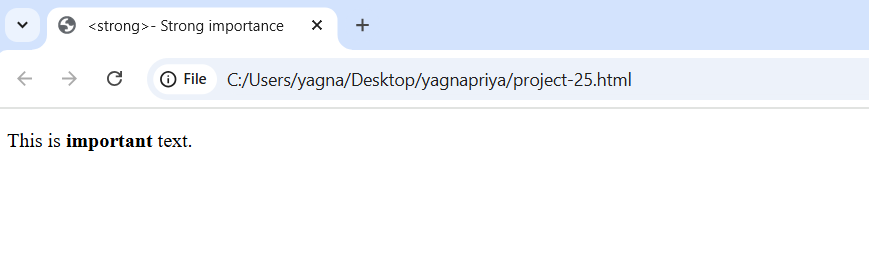 <strong>- Strong importance
File C:/Users/yagna/Desktop/yagnapriya/project-25.html
This is important text.